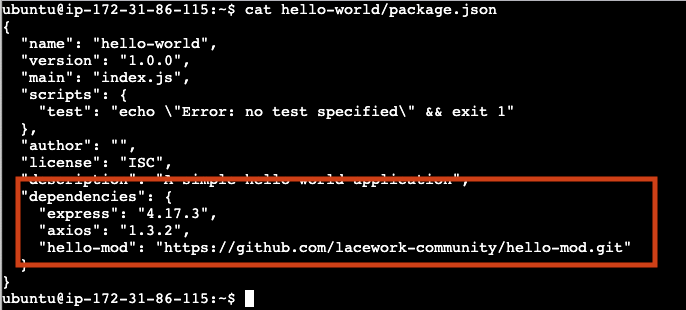 ubuntu@ip-172-31-86-115:~$ cat hello-world/package.json
{
  "name": "hello-world",
  "version": "1.0.0",
  "main": "index.js",
  "scripts": {
    "test": "echo \"Error: no test specified\" && exit 1"
  },
  "author": "",
  "license": "ISC",
  "description": "A simple hello world application",
  "dependencies": {
    "express": "4.17.3",
    "axios": "1.3.2",
    "hello-mod": "https://github.com/lacework-community/hello-mod.git"
  }
}
ubuntu@ip-172-31-86-115:~$